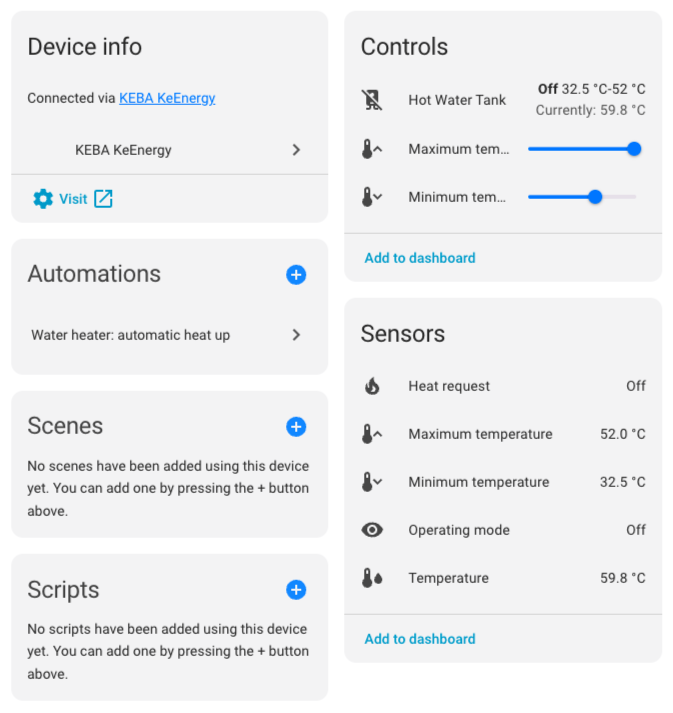 Device info
Connected via KEBA KeEnergy
KEBA KeEnergy
Visit
Automations
Water heater: automatic heat up
Scenes
No scenes have been added using this device
yet. You can add one by pressing the + button
above.
Scripts
No scripts have been added using this device
yet. You can add one by pressing the + button
above.
Controls
Hot Water Tank
Off 32.5 °C-52 °C
Currently: 59.8 °C
Maximum tem...
Minimum tem...
Add to dashboard
Sensors
Heat request Off
Maximum temperature 52.0 °C
Minimum temperature 32.5 °C
Operating mode Off
Temperature 59.8 °C
Add to dashboard